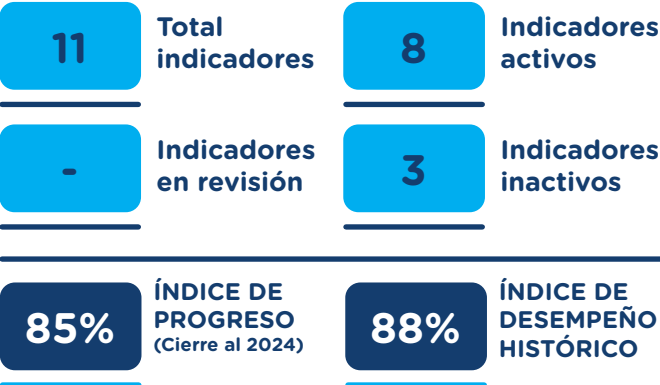 11
Total
indicadores
8
Indicadores
activos
-
Indicadores
en revisión
3
Indicadores
inactivos
85%
ÍNDICE DE
PROGRESO
(Cierre al 2024)
88%
ÍNDICE DE
DESEMPEÑO
HISTÓRICO